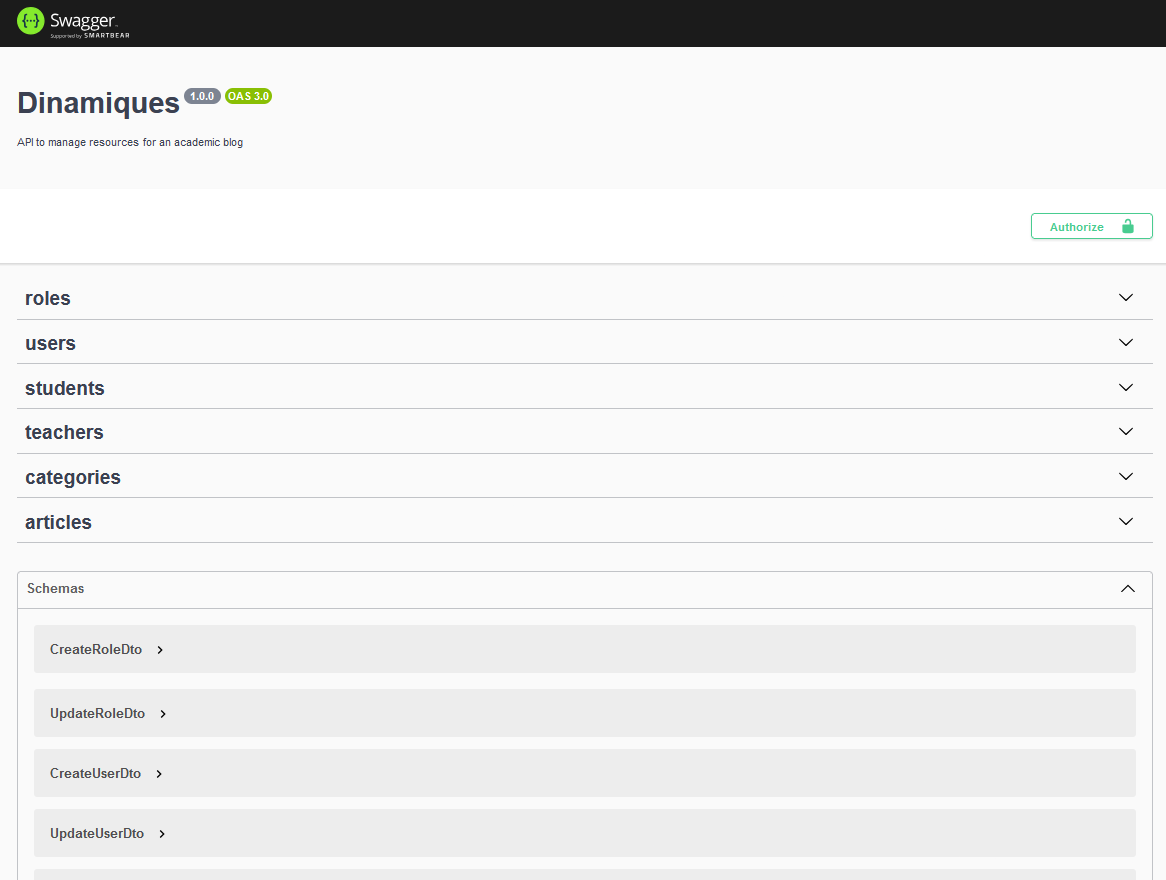 {···} Swagger.
Supported by SMARTBEAR
Dinamiques 1.0.0 OAS 3.0
API to manage resources for an academic blog
Authorize
roles
users
students
teachers
categories
articles
Schemas
CreateRoleDto
UpdateRoleDto
CreateUserDto
UpdateUserDto